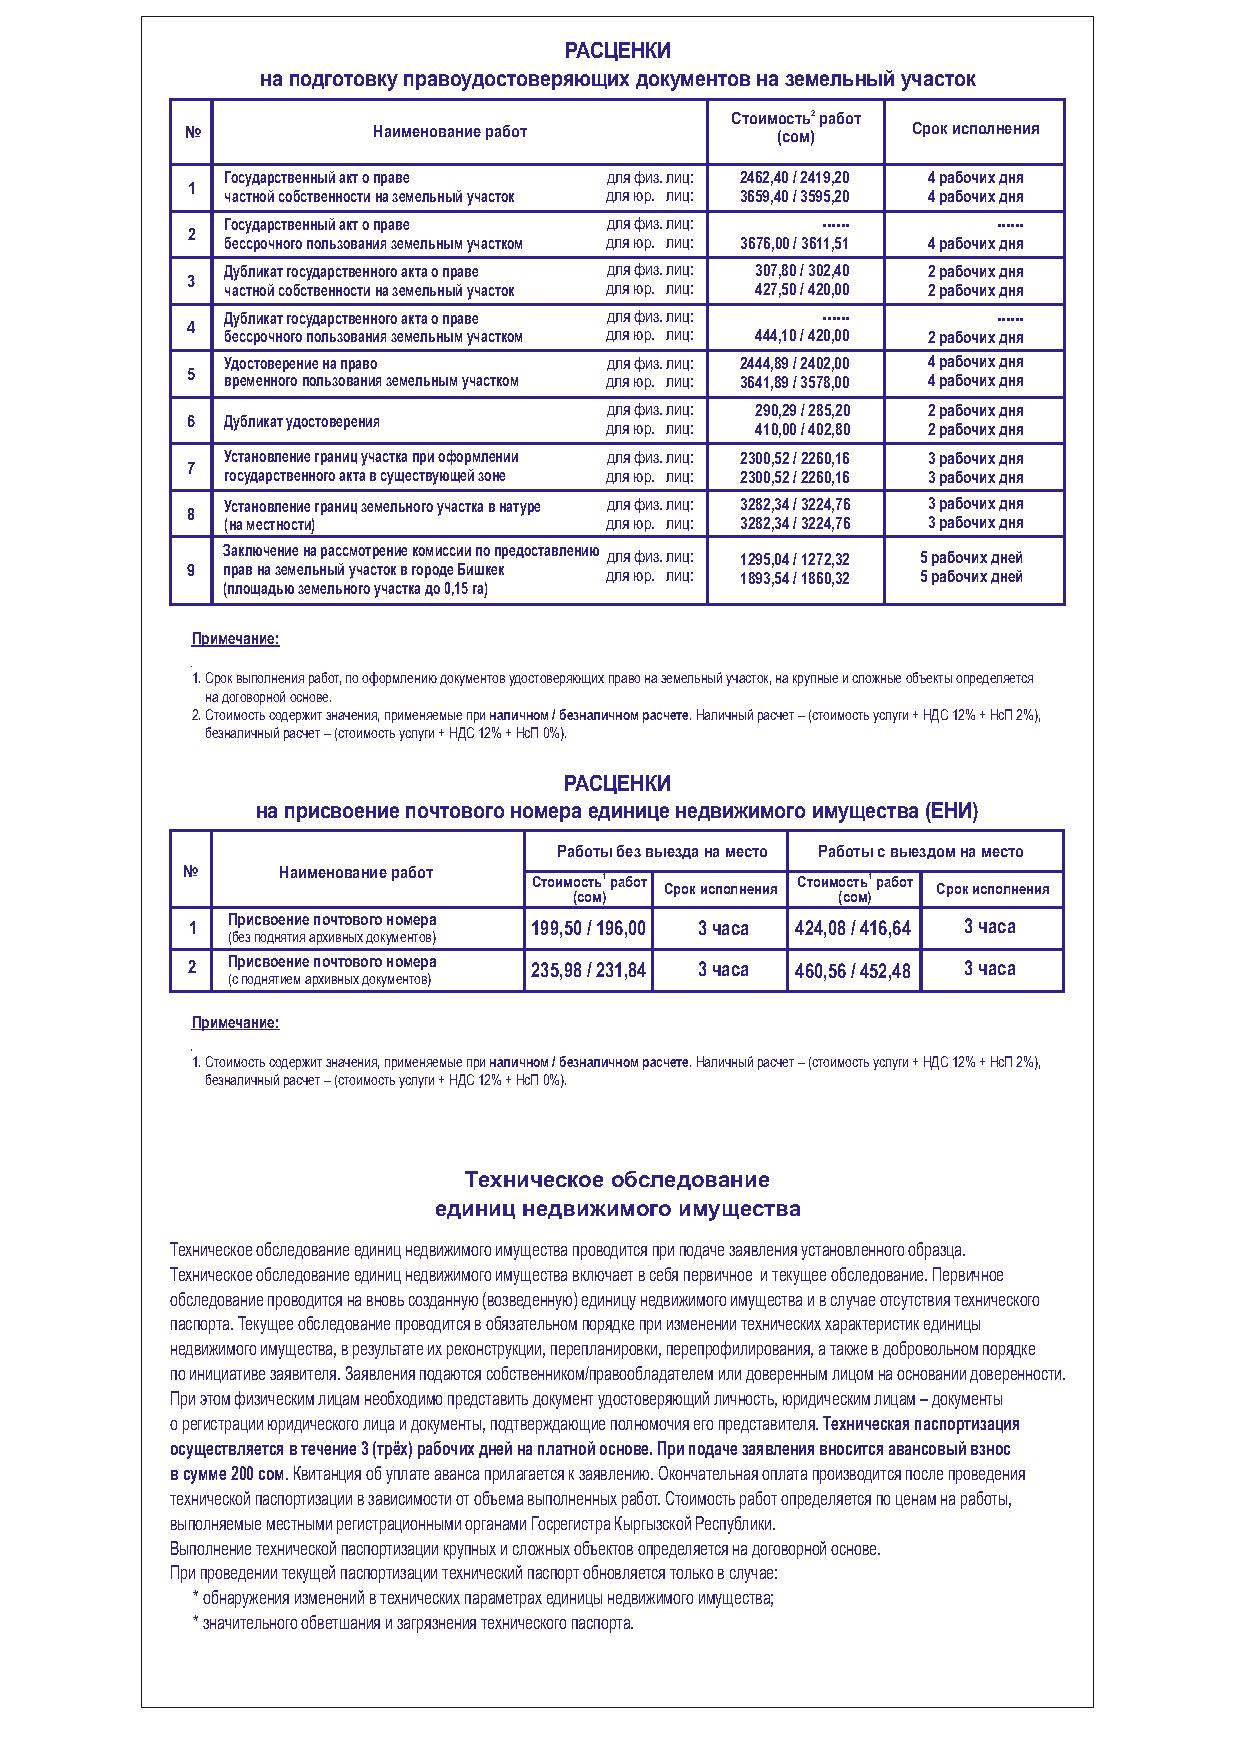 РАСЦЕНКИ
на подготовку правоудостоверяющих документов на земельный участок
№ Наименование работ Стоимость² работ (сом) Срок исполнения
1 Государственный акт о праве для физ. лиц: 2462,40 / 2419,20 4 рабочих дня
частной собственности на земельный участок для юр. лиц: 3659,40 / 3595,20 4 рабочих дня
2 Государственный акт о праве для физ. лиц: ------ ------
бессрочного пользования земельным участком для юр. лиц: 3676,00 / 3611,51 4 рабочих дня
3 Дубликат государственного акта о праве для физ. лиц: 307,80 / 302,40 2 рабочих дня
частной собственности на земельный участок для юр. лиц: 427,50 / 420,00 2 рабочих дня
4 Дубликат государственного акта о праве для физ. лиц: ------ ------
бессрочного пользования земельным участком для юр. лиц: 444,10 / 420,00 2 рабочих дня
5 Удостоверение на право для физ. лиц: 2444,89 / 2402,00 4 рабочих дня
временного пользования земельным участком для юр. лиц: 3641,89 / 3578,00 4 рабочих дня
6 Дубликат удостоверения для физ. лиц: 290,29 / 285,20 2 рабочих дня
для юр. лиц: 410,00 / 402,80 2 рабочих дня
7 Установление границ участка при оформлении для физ. лиц: 2300,52 / 2260,16 3 рабочих дня
государственного акта в существующей зоне для юр. лиц: 2300,52 / 2260,16 3 рабочих дня
8 Установление границ земельного участка в натуре для физ. лиц: 3282,34 / 3224,76 3 рабочих дня
(на местности) для юр. лиц: 3282,34 / 3224,76 3 рабочих дня
9 Заключение на рассмотрение комиссии по предоставлению для физ. лиц: 1295,04 / 1272,32 5 рабочих дней
прав на земельный участок в городе Бишкек для юр. лиц: 1893,54 / 1860,32 5 рабочих дней
(площадью земельного участка до 0,15 га)
Примечание:
1. Срок выполнения работ, по оформлению документов удостоверяющих право на земельный участок, на крупные и сложные объекты определяется
на договорной основе.
2. Стоимость содержит значения, применяемые при наличном / безналичном расчете. Наличный расчет – (стоимость услуги + НДС 12% + НсП 2%),
безналичный расчет – (стоимость услуги + НДС 12% + НсП 0%).
РАСЦЕНКИ
на присвоение почтового номера единице недвижимого имущества (ЕНИ)
№ Наименование работ Работы без выезда на место Работы с выездом на место
Стоимость¹ работ (сом) Срок исполнения Стоимость¹ работ (сом) Срок исполнения
1 Присвоение почтового номера 199,50 / 196,00 3 часа 424,08 / 416,64 3 часа
(без поднятия архивных документов)
2 Присвоение почтового номера 235,98 / 231,84 3 часа 460,56 / 452,48 3 часа
(с поднятием архивных документов)
Примечание:
1. Стоимость содержит значения, применяемые при наличном / безналичном расчете. Наличный расчет – (стоимость услуги + НДС 12% + НсП 2%),
безналичный расчет – (стоимость услуги + НДС 12% + НсП 0%).
Техническое обследование
единиц недвижимого имущества
Техническое обследование единиц недвижимого имущества проводится при подаче заявления установленного образца.
Техническое обследование единиц недвижимого имущества включает в себя первичное и текущее обследование. Первичное
обследование проводится на вновь созданную (возведенную) единицу недвижимого имущества и в случае отсутствия технического
паспорта. Текущее обследование проводится в обязательном порядке при изменении технических характеристик единицы
недвижимого имущества, в результате их реконструкции, перепланировки, перепрофилирования, а также в добровольном порядке
по инициативе заявителя. Заявления подаются собственником/правообладателем или доверенным лицом на основании доверенности.
При этом физическим лицам необходимо представить документ удостоверяющий личность, юридическим лицам – документы
о регистрации юридического лица и документы, подтверждающие полномочия его представителя. Техническая паспортизация
осуществляется в течение 3 (трёх) рабочих дней на платной основе. При подаче заявления вносится авансовый взнос
в сумме 200 сом. Квитанция об уплате аванса прилагается к заявлению. Окончательная оплата производится после проведения
технической паспортизации в зависимости от объема выполненных работ. Стоимость работ определяется по ценам на работы,
выполняемые местными регистрационными органами Госрегистра Кыргызской Республики.
Выполнение технической паспортизации крупных и сложных объектов определяется на договорной основе.
При проведении текущей паспортизации технический паспорт обновляется только в случае:
* обнаружения изменений в технических параметрах единицы недвижимого имущества;
* значительного обветшания и загрязнения технического паспорта.